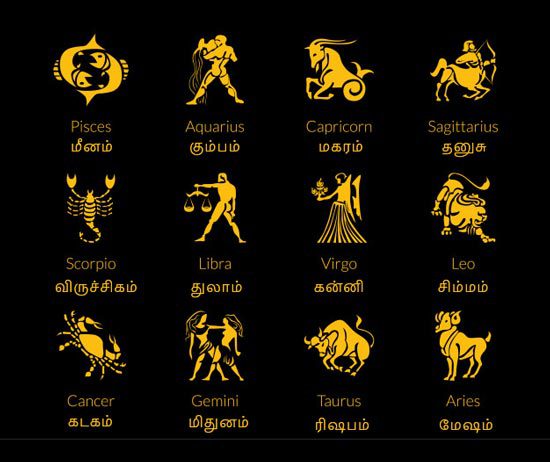 Pisces
மீனம்
Aquarius
கும்பம்
Capricorn
மகரம்
Sagittarius
தனுசு
Scorpio
விருச்சிகம்
Libra
துலாம்
Virgo
கன்னி
Leo
சிம்மம்
Cancer
கடகம்
Gemini
மிதுனம்
Taurus
ரிஷபம்
Aries
மேஷம்